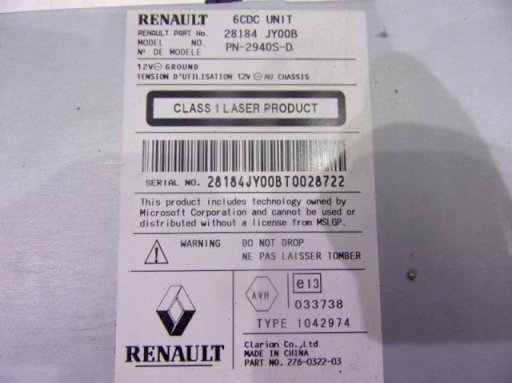 RENAULT 6CDC UNIT
RENAULT PART No. 28184 JY00B
MODEL NO. PN-2940S-D
N° DE MODELE
12V⊖ GROUND
TENSION D'UTILISATION 12V⊖ AU CHASSIS
CLASS 1 LASER PRODUCT
SERIAL NO. 28184JY00BT0028722
This product includes technology owned by
Microsoft Corporation and cannot be used or
distributed without a license from MSLGP.
WARNING DO NOT DROP
NE PAS LAISSER TOMBER
AVH e13
033738
TYPE 1042974
RENAULT
Clarion Co.,Ltd
MADE IN CHINA
PART NO. 276-0322-03